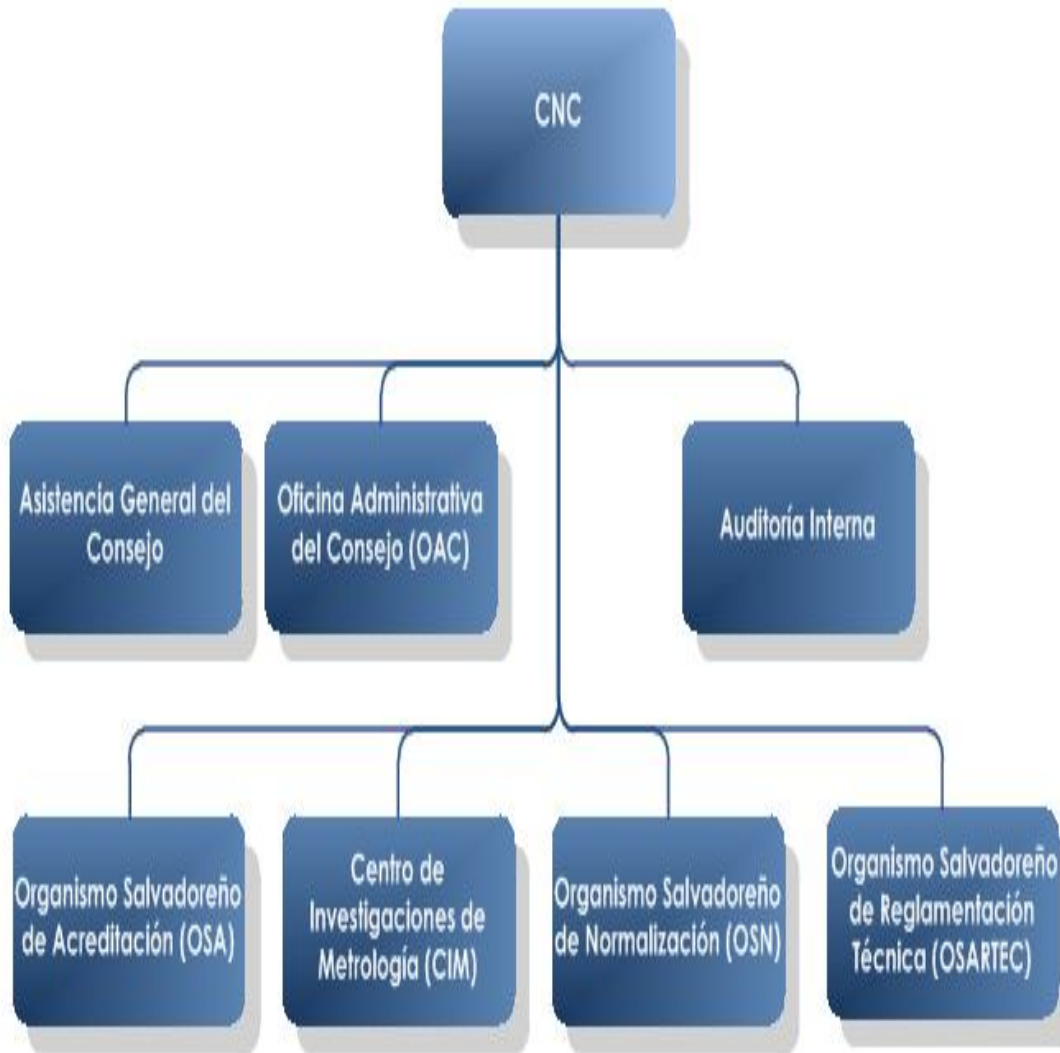 CNC
Asistencia General del
Consejo
Oficina Administrativa
del Consejo (OAC)
Auditoría Interna
Organismo Salvadoreño
de Acreditación (OSA)
Centro de
Investigaciones de
Metrología (CIM)
Organismo Salvadoreño
de Normalización (OSN)
Organismo Salvadoreño
de Reglamentación
Técnica (OSARTEC)